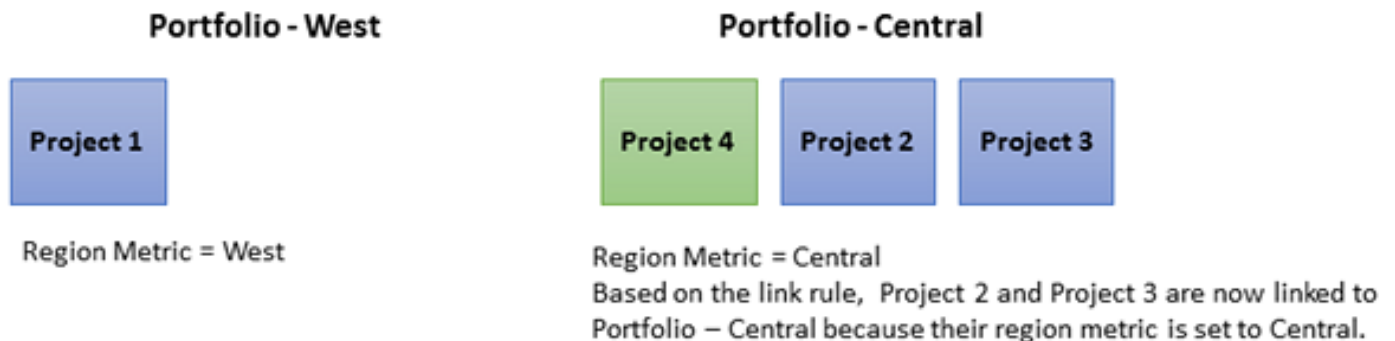 Portfolio - West
Portfolio - Central
Project 1
Project 4
Project 2
Project 3
Region Metric = West
Region Metric = Central
Based on the link rule, Project 2 and Project 3 are now linked to
Portfolio – Central because their region metric is set to Central.